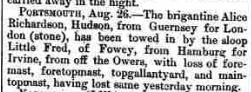 carried away in the night.
PORTSMOUTH, Aug. 26.—The brigantine Alice
Richardson, Hudson, from Guernsey for Lon-
don (stone), has been towed in by the sloop
Little Fred, of Fowey, from Hamburg for
Irvine, from off the Owers, with loss of fore-
mast, foretopmast, topgallantyard, and main-
topmast, having lost same yesterday morning.